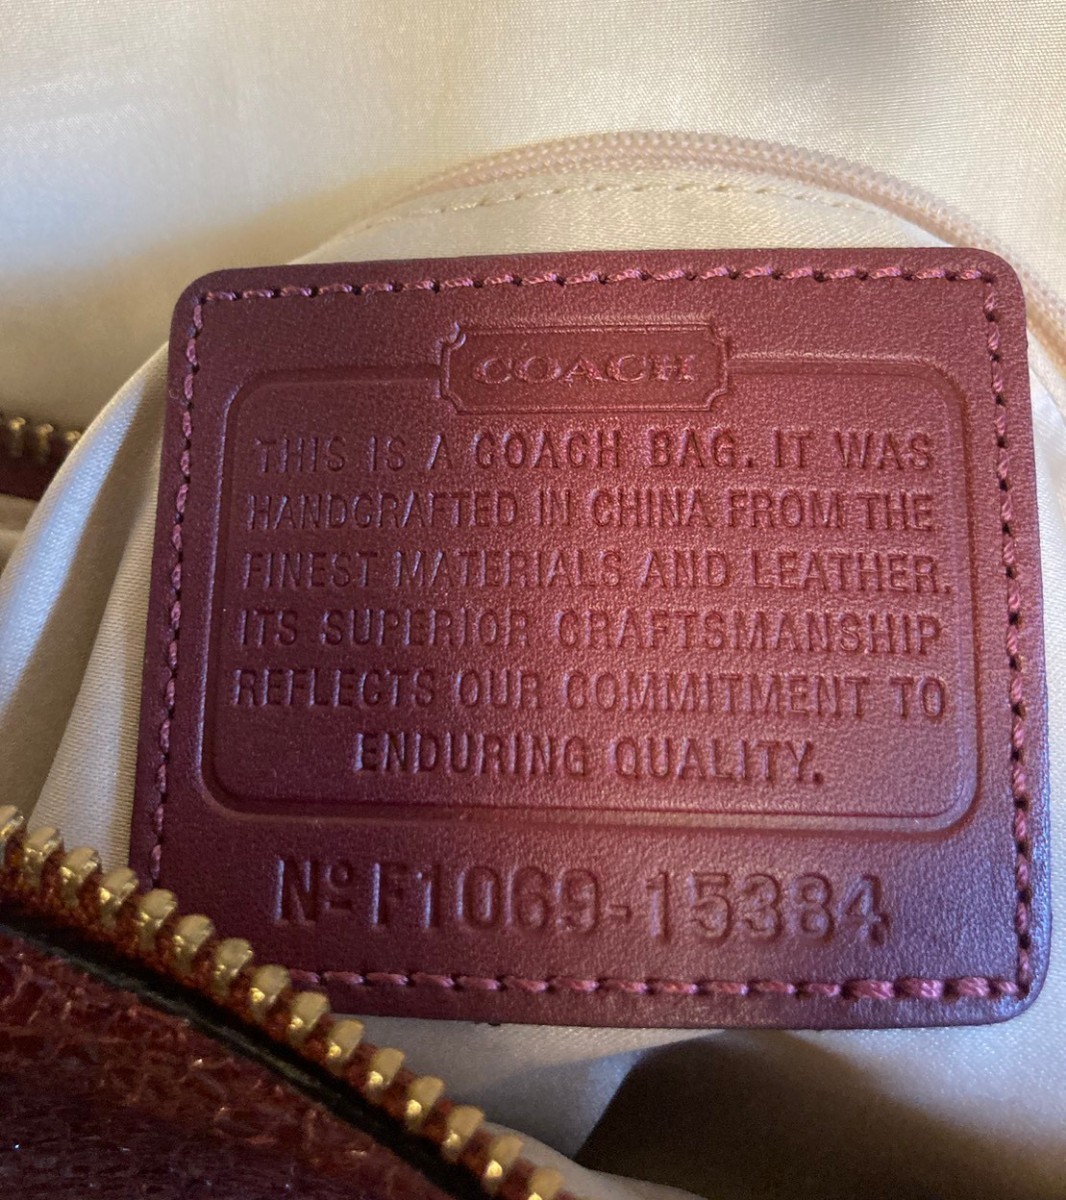 COACH
THIS IS A COACH BAG. IT WAS
HANDCRAFTED IN CHINA FROM THE
FINEST MATERIALS AND LEATHER.
ITS SUPERIOR CRAFTSMANSHIP
REFLECTS OUR COMMITMENT TO
ENDURING QUALITY.
Nº F1069-15384